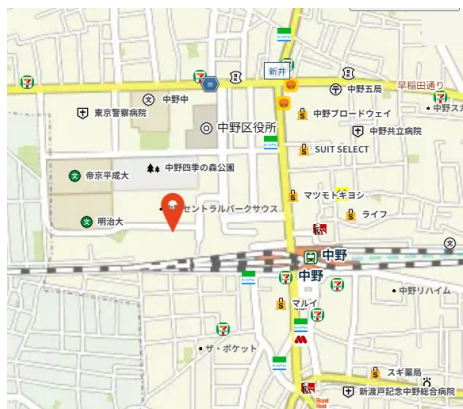 新井
中野五局
早稲田通り
中野中
東京警察病院
中野区役所
中野ブロードウェイ
中野共立病院
SUIT SELECT
中野四季の森公園
帝京平成大
マツモトキヨシ
セントラルパークサウス
ライフ
明治大
中野
中野
中野リハイム
マルイ
ザ・ポケット
スギ薬局
新渡戸記念中野総合病院
Royal
Host